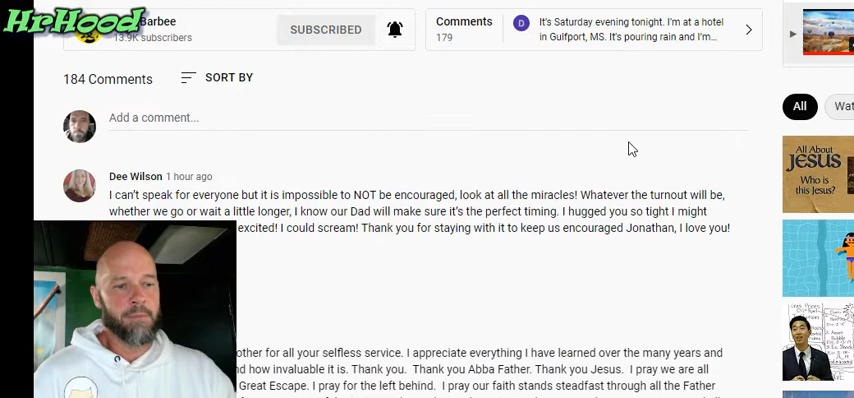 HrHood
Barbee
13.9K subscribers
SUBSCRIBED
Comments
179
D
It's Saturday evening tonight. I'm at a hotel
in Gulfport, MS. It's pouring rain and I'm...
184 Comments
SORT BY
Add a comment...
All
Wat
Dee Wilson 1 hour ago
I can't speak for everyone but it is impossible to NOT be encouraged, look at all the miracles! Whatever the turnout will be,
whether we go or wait a little longer, I know our Dad will make sure it's the perfect timing. I hugged you so tight I might
excited! I could scream! Thank you for staying with it to keep us encouraged Jonathan, I love you!
All About
JESUS
Who is
this Jesus?
other for all your selfless service. I appreciate everything I have learned over the many years and
nd how invaluable it is. Thank you. Thank you Abba Father. Thank you Jesus. I pray we are all
Great Escape. I pray for the left behind. I pray our faith stands steadfast through all the Father